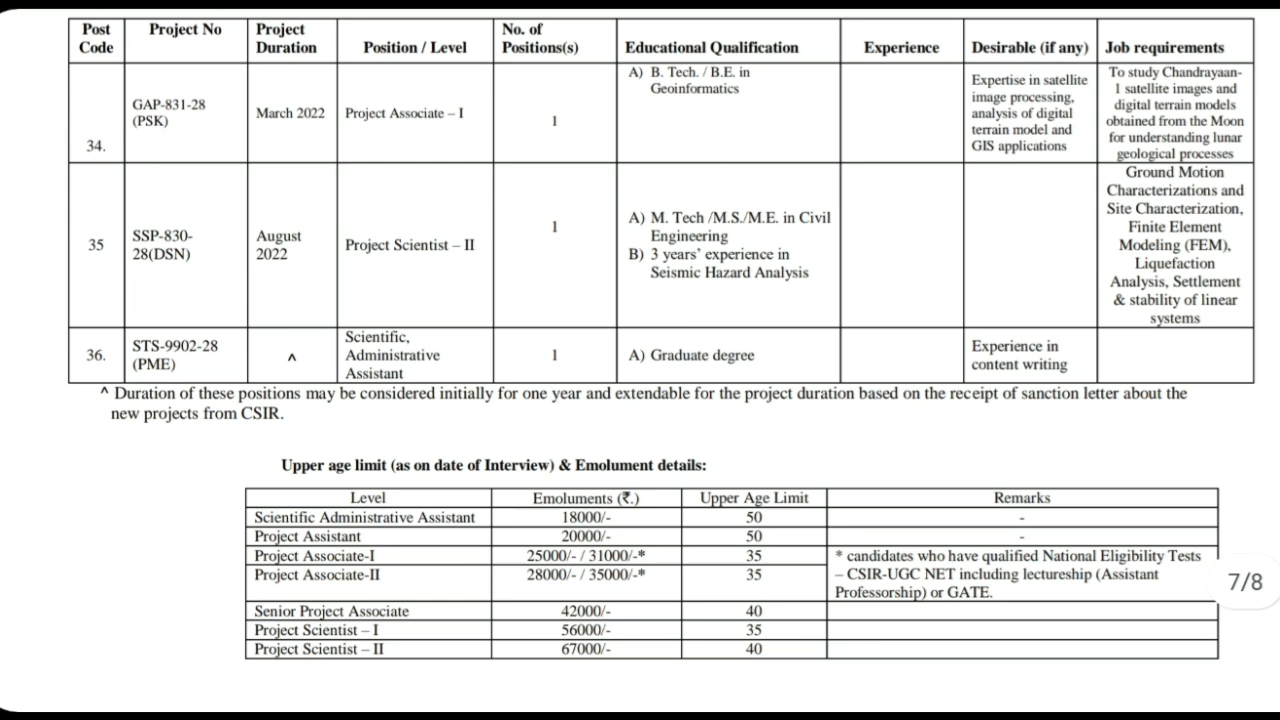 Post Code
Project No
Project Duration
Position / Level
No. of Positions(s)
Educational Qualification
Experience
Desirable (if any)
Job requirements
34.
GAP-831-28
(PSK)
March 2022
Project Associate – I
1
A) B. Tech. / B.E. in
Geoinformatics
Expertise in satellite
image processing,
analysis of digital
terrain model and
GIS applications
To study Chandrayaan-
1 satellite images and
digital terrain models
obtained from the Moon
for understanding lunar
geological processes
35
SSP-830-
28(DSN)
August
2022
Project Scientist – II
1
A) M. Tech /M.S./M.E. in Civil
Engineering
B) 3 years’ experience in
Seismic Hazard Analysis
Ground Motion
Characterizations and
Site Characterization,
Finite Element
Modeling (FEM),
Liquefaction
Analysis, Settlement
& stability of linear
systems
36.
STS-9902-28
(PME)
^
Scientific,
Administrative
Assistant
1
A) Graduate degree
Experience in
content writing
^ Duration of these positions may be considered initially for one year and extendable for the project duration based on the receipt of sanction letter about the
new projects from CSIR.
Upper age limit (as on date of Interview) & Emolument details:
Level Emoluments (₹.) Upper Age Limit Remarks
Scientific Administrative Assistant 18000/- 50 -
Project Assistant 20000/- 50 -
Project Associate-I 25000/- / 31000/-* 35 * candidates who have qualified National Eligibility Tests
Project Associate-II 28000/- / 35000/-* 35 – CSIR-UGC NET including lectureship (Assistant
Professorship) or GATE.
Senior Project Associate 42000/- 40
Project Scientist – I 56000/- 35
Project Scientist – II 67000/- 40
7/8